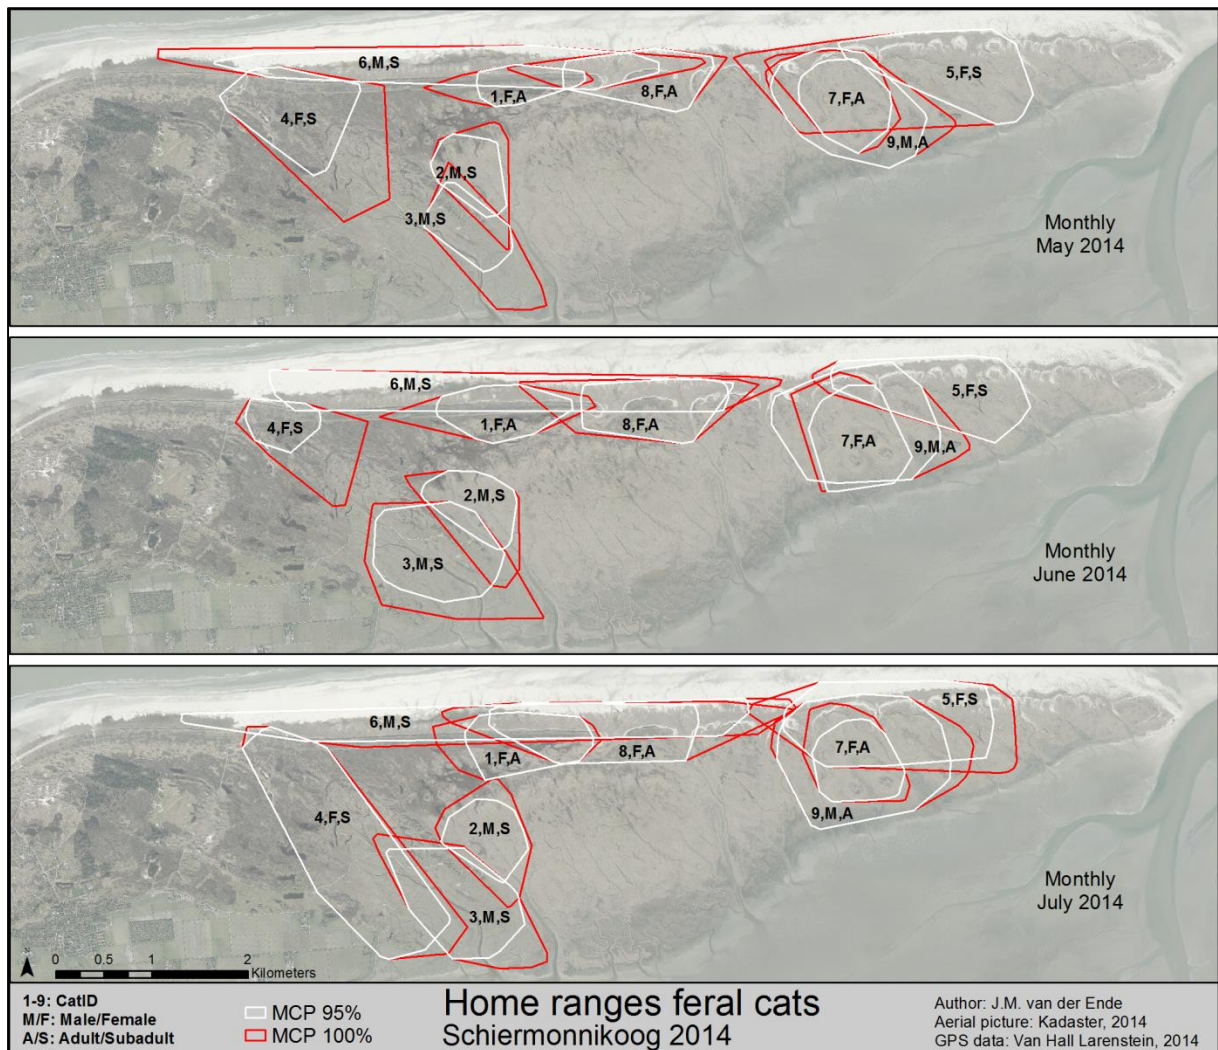 6,M,S
5,F,S
1,F,A
8,F,A
7,F,A
4,F,S
9,M,A
2,M,S
3,M,S
Monthly
May 2014
6,M,S
5,F,S
1,F,A
8,F,A
4,F,S
7,F,A
9,M,A
2,M,S
3,M,S
Monthly
June 2014
6,M,S
5,F,S
1,F,A
8,F,A
7,F,A
4,F,S
9,M,A
2,M,S
3,M,S
Monthly
July 2014
N
0 0.5 1 2
Kilometers
1-9: CatID
M/F: Male/Female
A/S: Adult/Subadult
MCP 95%
MCP 100%
Home ranges feral cats
Schiermonnikoog 2014
Author: J.M. van der Ende
Aerial picture: Kadaster, 2014
GPS data: Van Hall Larenstein, 2014